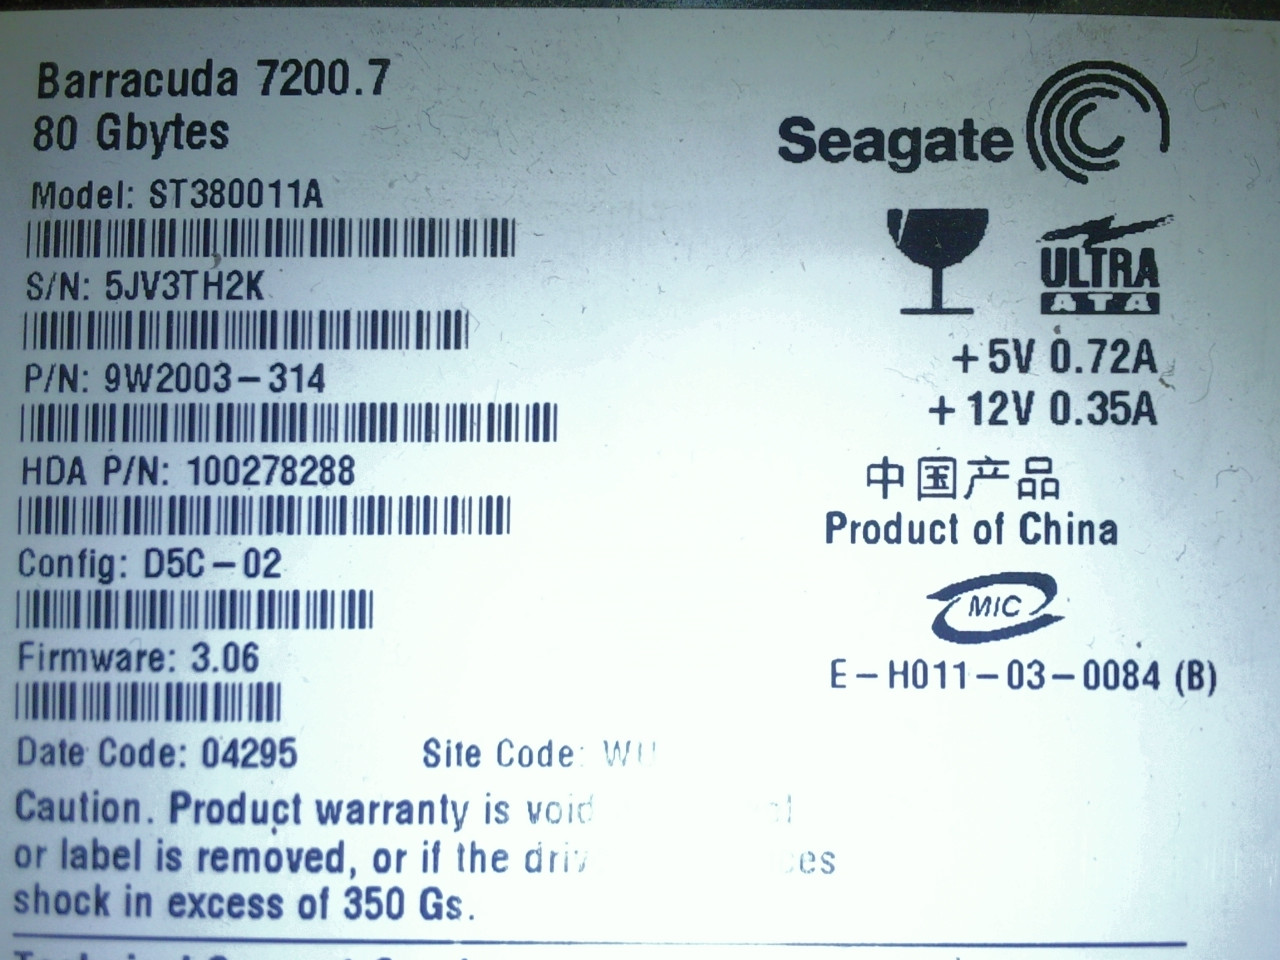 Barracuda 7200.7
80 Gbytes
Model: ST380011A
S/N: 5JV3TH2K
P/N: 9W2003-314
HDA P/N: 100278288
Config: D5C-02
Firmware: 3.06
Date Code: 04295 Site Code: WU
Caution. Product warranty is void
or label is removed, or if the
shock in excess of 350 Gs.
Seagate
ULTRA
ATA
+5V 0.72A
+12V 0.35A
中国产品
Product of China
MIC
E-H011-03-0084 (B)